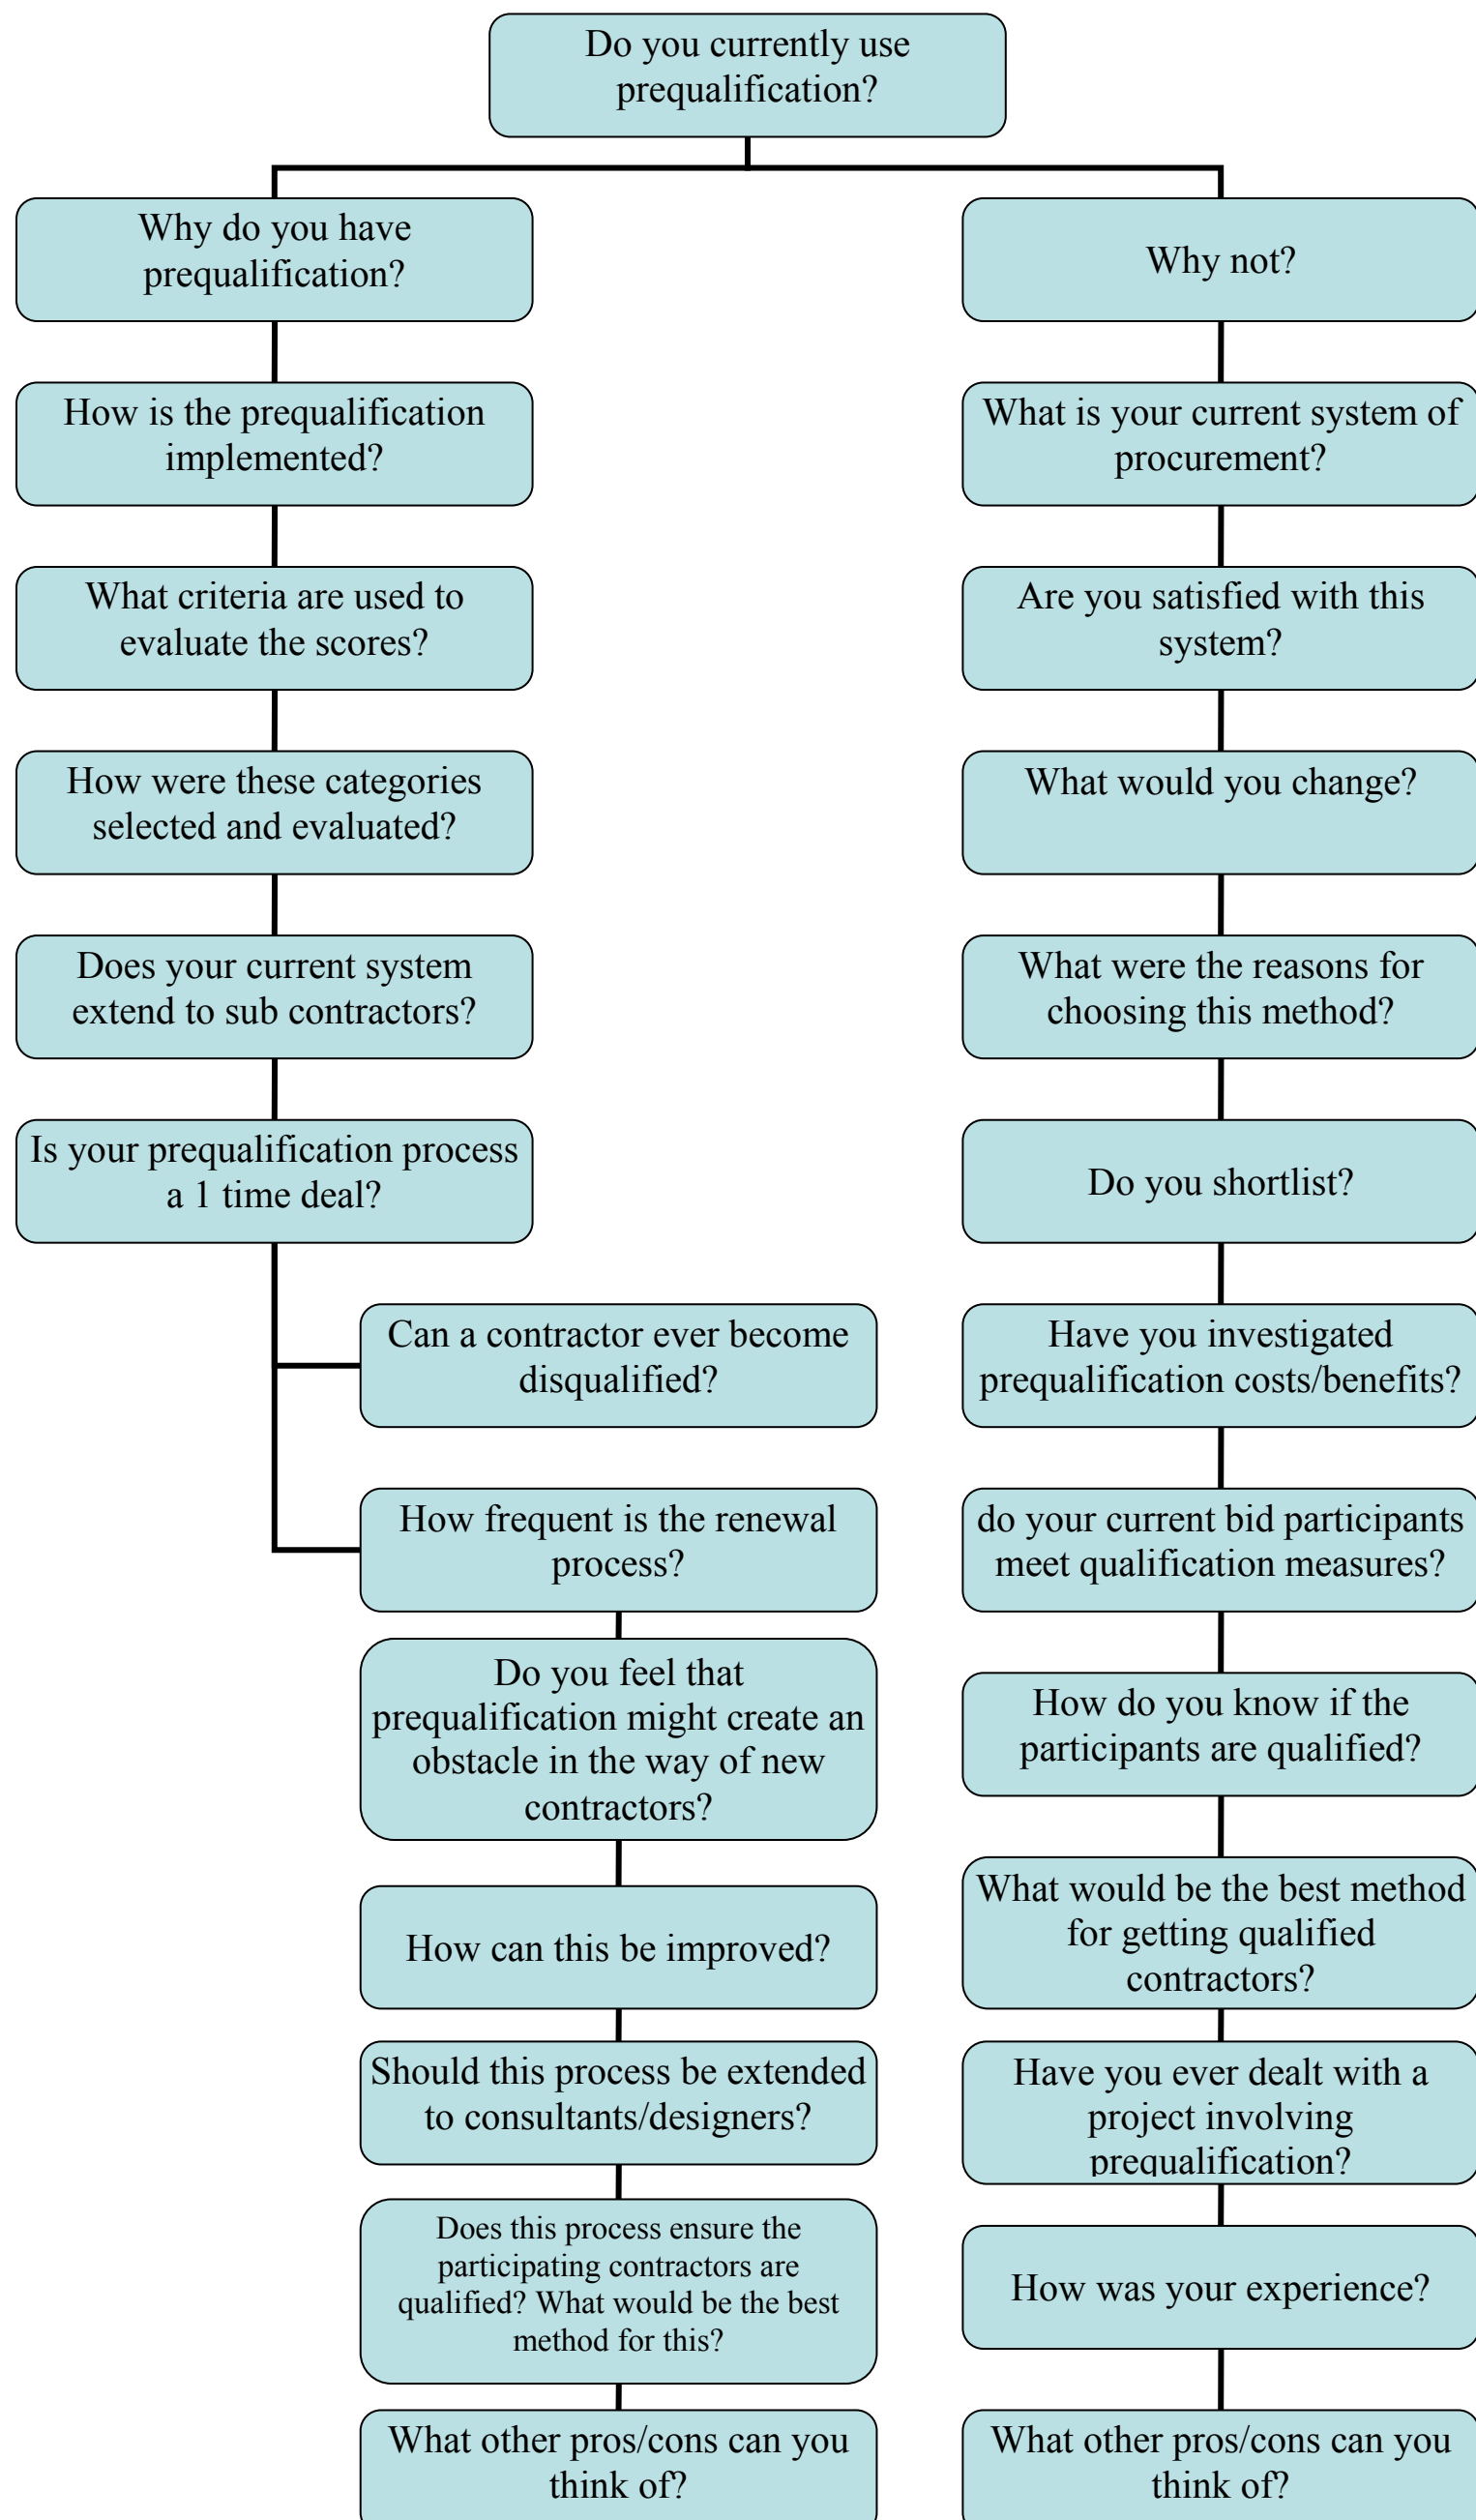 Do you currently use
prequalification?
Why do you have
prequalification?
How is the prequalification
implemented?
What criteria are used to
evaluate the scores?
How were these categories
selected and evaluated?
Does your current system
extend to sub contractors?
Is your prequalification process
a 1 time deal?
Can a contractor ever become
disqualified?
How frequent is the renewal
process?
Do you feel that
prequalification might create an
obstacle in the way of new
contractors?
How can this be improved?
Should this process be extended
to consultants/designers?
Does this process ensure the
participating contractors are
qualified? What would be the best
method for this?
What other pros/cons can you
think of?
Why not?
What is your current system of
procurement?
Are you satisfied with this
system?
What would you change?
What were the reasons for
choosing this method?
Do you shortlist?
Have you investigated
prequalification costs/benefits?
do your current bid participants
meet qualification measures?
How do you know if the
participants are qualified?
What would be the best method
for getting qualified
contractors?
Have you ever dealt with a
project involving
prequalification?
How was your experience?
What other pros/cons can you
think of?